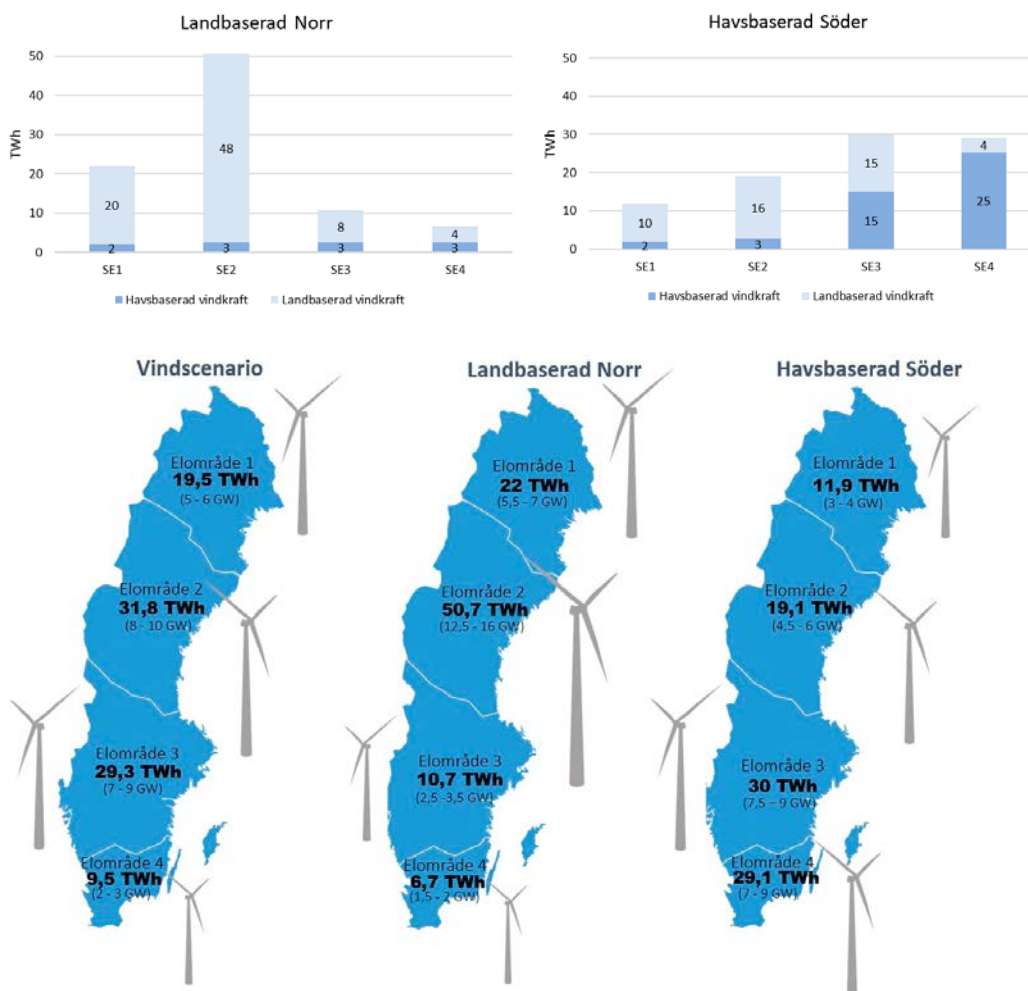 Landbaserad Norr
50
40
30
20
10
0
TWh
20
2
48
3
8
3
4
3
SE1
SE2
SE3
SE4
Havsbaserad vindkraft
Landbaserad vindkraft
Havsbaserad Söder
50
40
30
20
10
0
TWh
10
2
16
3
15
15
4
25
SE1
SE2
SE3
SE4
Havsbaserad vindkraft
Landbaserad vindkraft
Vindscenario
Elområde 1
19,5 TWh
(5 - 6 GW)
Elområde 2
31,8 TWh
(8 - 10 GW)
Elområde 3
29,3 TWh
(7 - 9 GW)
Elområde 4
9,5 TWh
(2 - 3 GW)
Landbaserad Norr
Elområde 1
22 TWh
(5,5 - 7 GW)
Elområde 2
50,7 TWh
(12,5 - 16 GW)
Elområde 3
10,7 TWh
(2,5 -3,5 GW)
Elområde 4
6,7 TWh
(1,5 - 2 GW)
Havsbaserad Söder
Elområde 1
11,9 TWh
(3 - 4 GW)
Elområde 2
19,1 TWh
(4,5 - 6 GW)
Elområde 3
30 TWh
(7,5 - 9 GW)
Elområde 4
29,1 TWh
(7 - 9 GW)